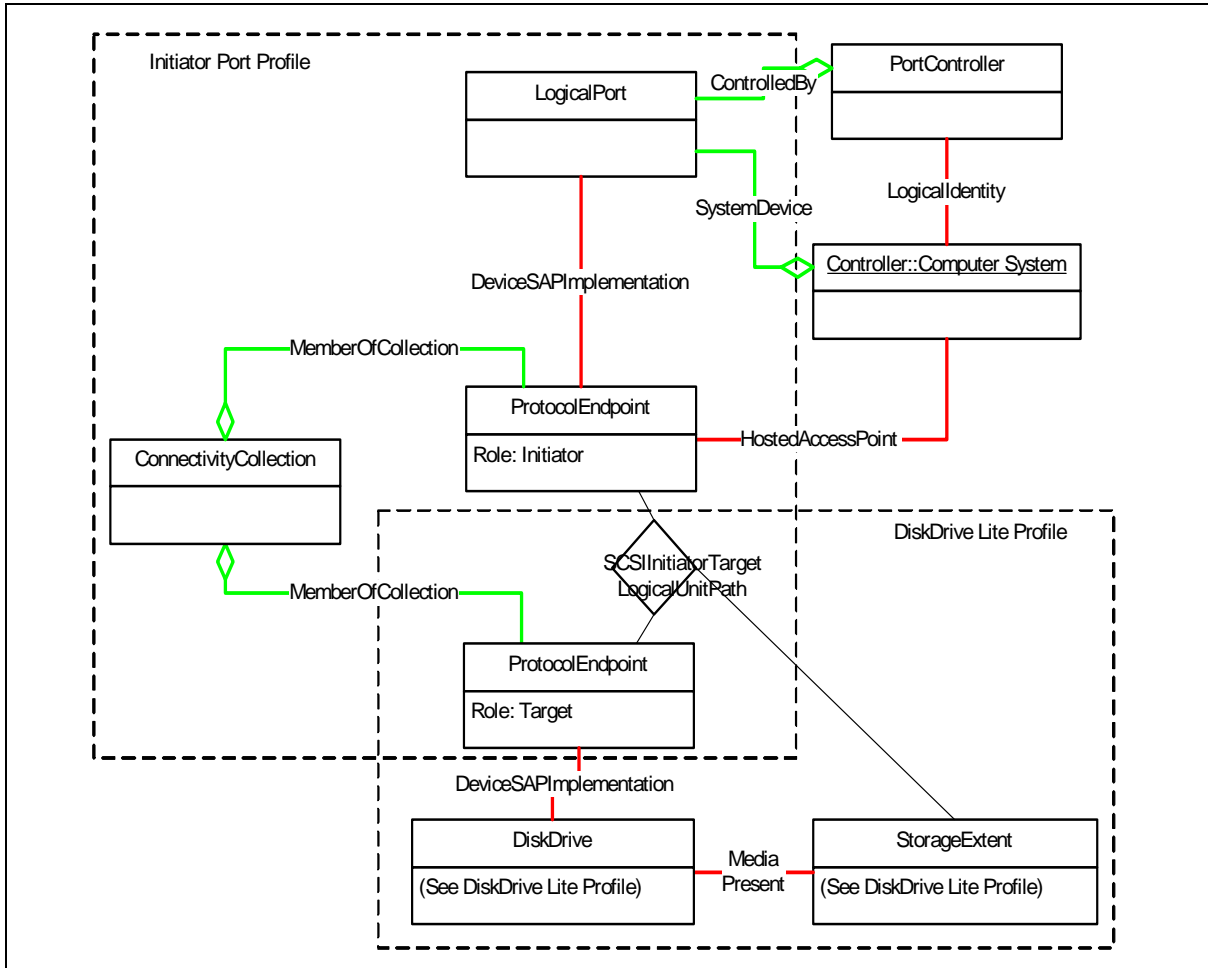 Initiator Port Profile
LogicalPort
ControlledBy
PortController
LogicalIdentity
SystemDevice
Controller::Computer System
DeviceSAPImplementation
MemberOfCollection
ProtocolEndpoint
Role: Initiator
HostedAccessPoint
ConnectivityCollection
DiskDrive Lite Profile
SCSIInitiatorTarget
LogicalUnitPath
MemberOfCollection
ProtocolEndpoint
Role: Target
DeviceSAPImplementation
DiskDrive
(See DiskDrive Lite Profile)
Media
Present
StorageExtent
(See DiskDrive Lite Profile)